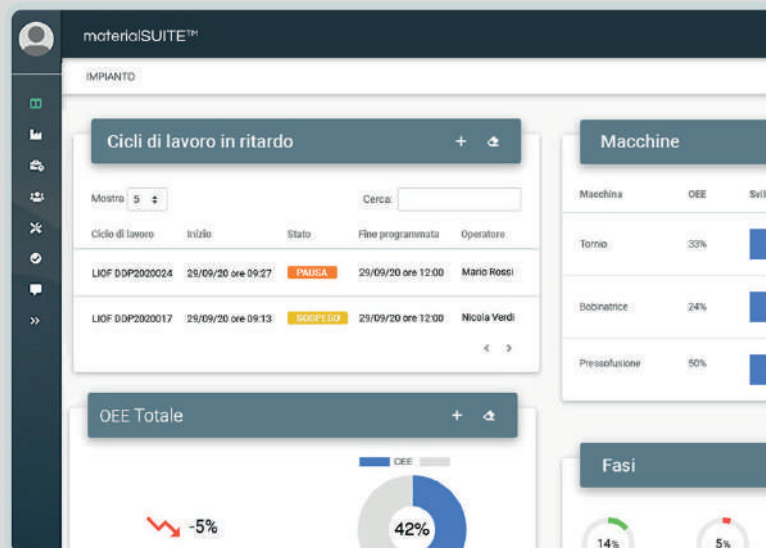 materialSUITE™
IMPIANTO
Cicli di lavoro in ritardo
Mostra 5
Cerca:
Ciclo di lavoro Inizio Stato Fine programmata Operatore
LIOF DDP2020024 29/09/20 ore 09:27 PAUSA 29/09/20 ore 12:00 Mario Rossi
LIOF DDP2020017 29/09/20 ore 09:13 SOSPESO 29/09/20 ore 12:00 Nicola Verdi
Macchine
Macchina OEE
Tornio 33%
Bobinatrice 24%
Pressofusione 50%
OEE Totale
OEE
-5%
42%
Fasi
14% 5%